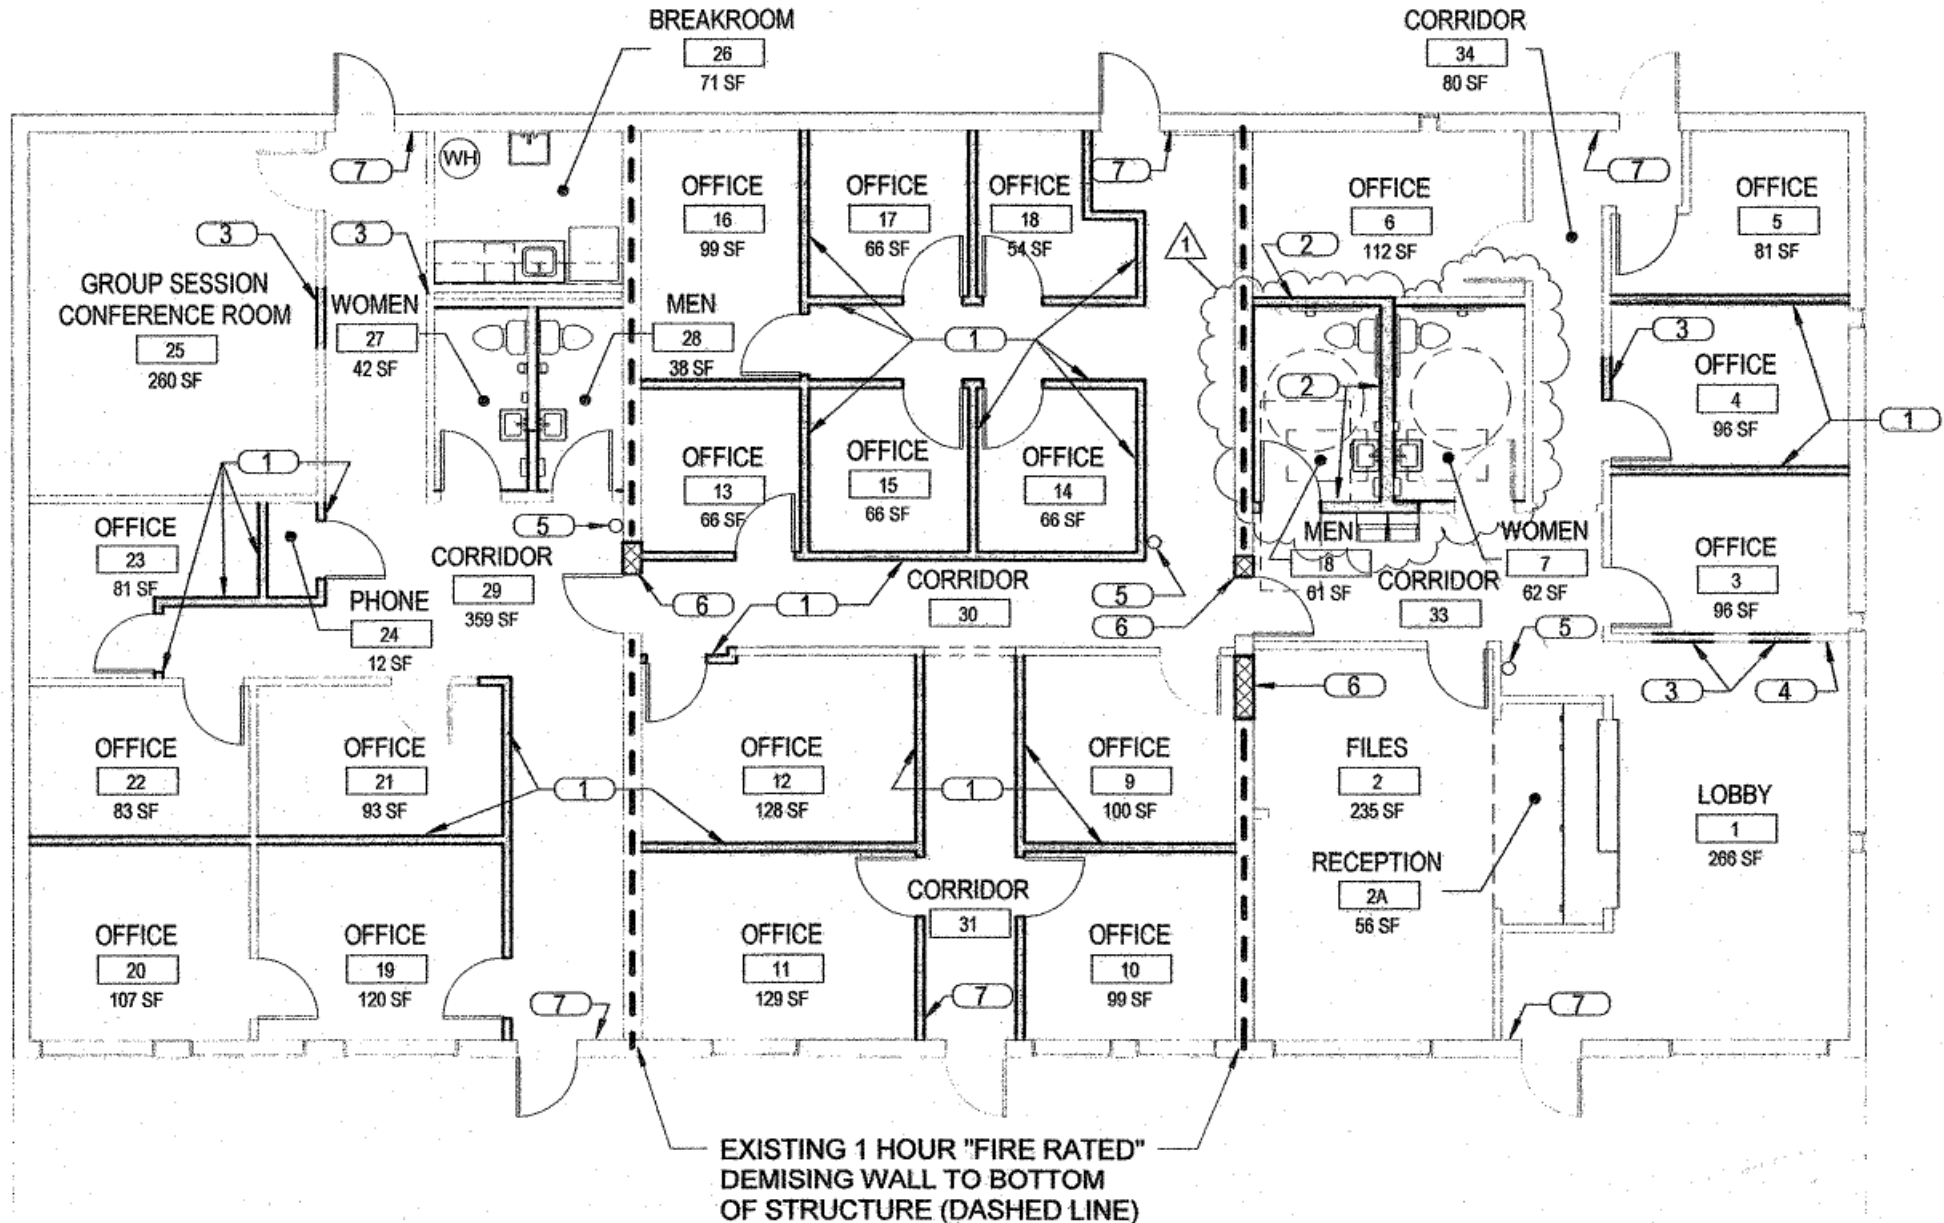 BREAKROOM
26
71 SF
CORRIDOR
34
80 SF
WH
7
7
7
OFFICE
16
99 SF
OFFICE
17
66 SF
OFFICE
18
54 SF
OFFICE
6
112 SF
OFFICE
5
81 SF
3
3
1
2
GROUP SESSION
CONFERENCE ROOM
25
260 SF
WOMEN
27
42 SF
MEN
28
38 SF
1
3
2
OFFICE
4
96 SF
1
1
OFFICE
13
66 SF
OFFICE
15
66 SF
OFFICE
14
66 SF
OFFICE
23
81 SF
5
CORRIDOR
29
359 SF
MEN
18
61 SF
WOMEN
7
62 SF
OFFICE
3
96 SF
PHONE
24
12 SF
6
1
CORRIDOR
30
5
6
CORRIDOR
33
5
6
3
4
OFFICE
22
83 SF
OFFICE
21
93 SF
1
OFFICE
12
128 SF
1
OFFICE
9
100 SF
FILES
2
235 SF
LOBBY
1
266 SF
RECEPTION
2A
56 SF
CORRIDOR
31
OFFICE
20
107 SF
OFFICE
19
120 SF
7
OFFICE
11
129 SF
7
OFFICE
10
99 SF
7
EXISTING 1 HOUR "FIRE RATED"
DEMISING WALL TO BOTTOM
OF STRUCTURE (DASHED LINE)